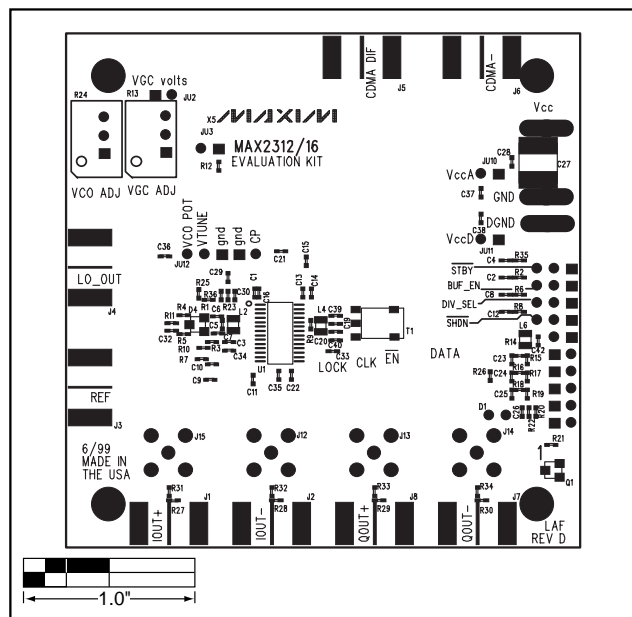 CDMA DIF
J5
CDMA-
J6
R24
VGC volts
R13
JU2
VCO ADJ
VGC ADJ
X5
MAXIM
JU3
MAX2312/16
R12
EVALUATION KIT
Vcc
C28
C27
VccA
JU10
C37
GND
C38
DGND
VccD
JU11
VCO POT
VTUNE
gnd
gnd
CP
JU12
C36
C21
C15
LO_OUT
J4
C29
R25
R36
C30
C1
C16
C13
C14
R1
R23
L2
R4
D4
C6
R11
C5
R5
C32
C7
R10
R3
C3
R7
C34
C10
C9
U1
C11
C35
C22
R9
L4
C39
C19
C20
C40
C33
T1
LOCK
CLK
EN
DATA
C4
R35
STBY
C2
R2
BUF_EN
C8
R6
DIV_SEL
C12
R8
SHDN
L6
R14
C42
C23
R15
R16
C24
R17
R26
R18
C25
R19
D1
C26
R22
R20
R21
1
Q1
REF
J3
J15
J12
J13
J14
6/99
MADE IN
THE USA
R31
R27
J1
IOUT+
R32
R28
J2
IOUT-
R33
R29
J8
QOUT+
R34
R30
J7
QOUT-
LAF
REV D
1.0"